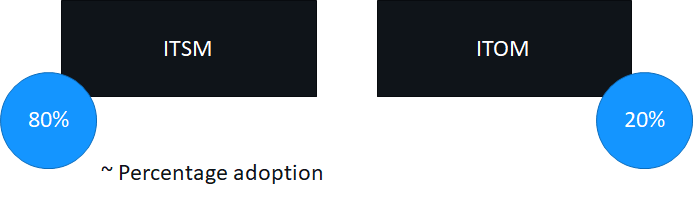 ITSM
ITOM
80%
20%
~ Percentage adoption